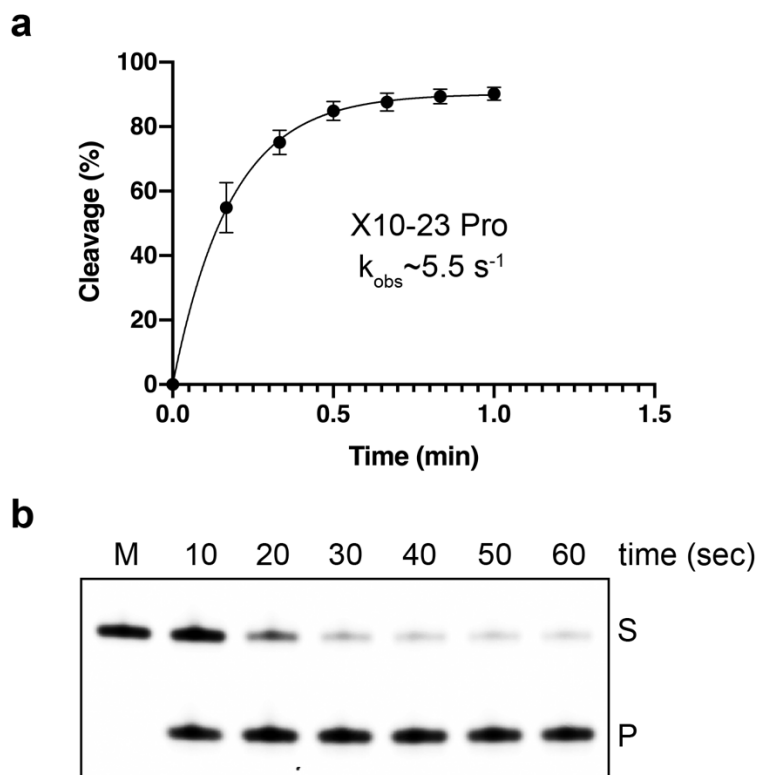 a
100
80
60
40
20
0
Cleavage (%)
X10-23 Pro
kobs~5.5 s-1
0.0 0.5 1.0 1.5
Time (min)
b
M 10 20 30 40 50 60 time (sec)
S
P